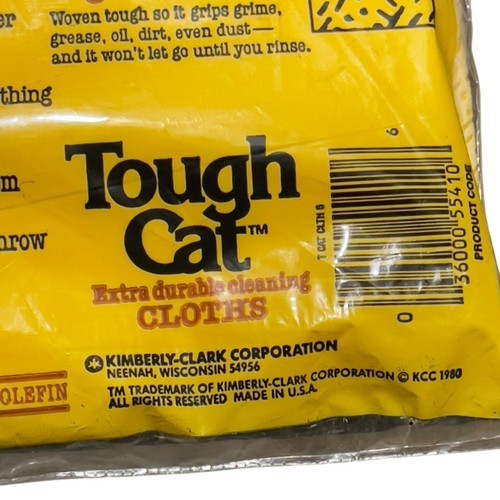 er
Woven tough so it grips grime,
grease, oil, dirt, even dust—
and it won't let go until you rinse.
thing
m
hrow
Tough
Cat™
Extra durable cleaning
CLOTHS
T CAT CLTH 5
6
36000 55410
0
PRODUCT CODE
KIMBERLY-CLARK CORPORATION
NEENAH, WISCONSIN 54956
OLEFIN
TM TRADEMARK OF KIMBERLY-CLARK CORPORATION © KCC 1980
ALL RIGHTS RESERVED MADE IN U.S.A.